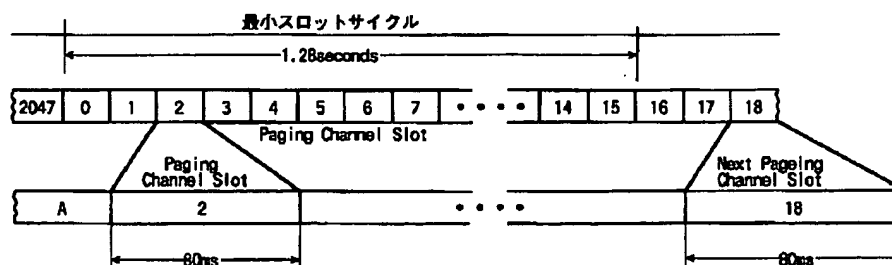 最小スロットサイクル
1.28seconds
2047 0 1 2 3 4 5 6 7 • • • • 14 15 16 17 18
Paging Channel Slot
Paging
Channel Slot
Next Pageing
Channel Slot
A 2 • • • • 18
80ms 80ms